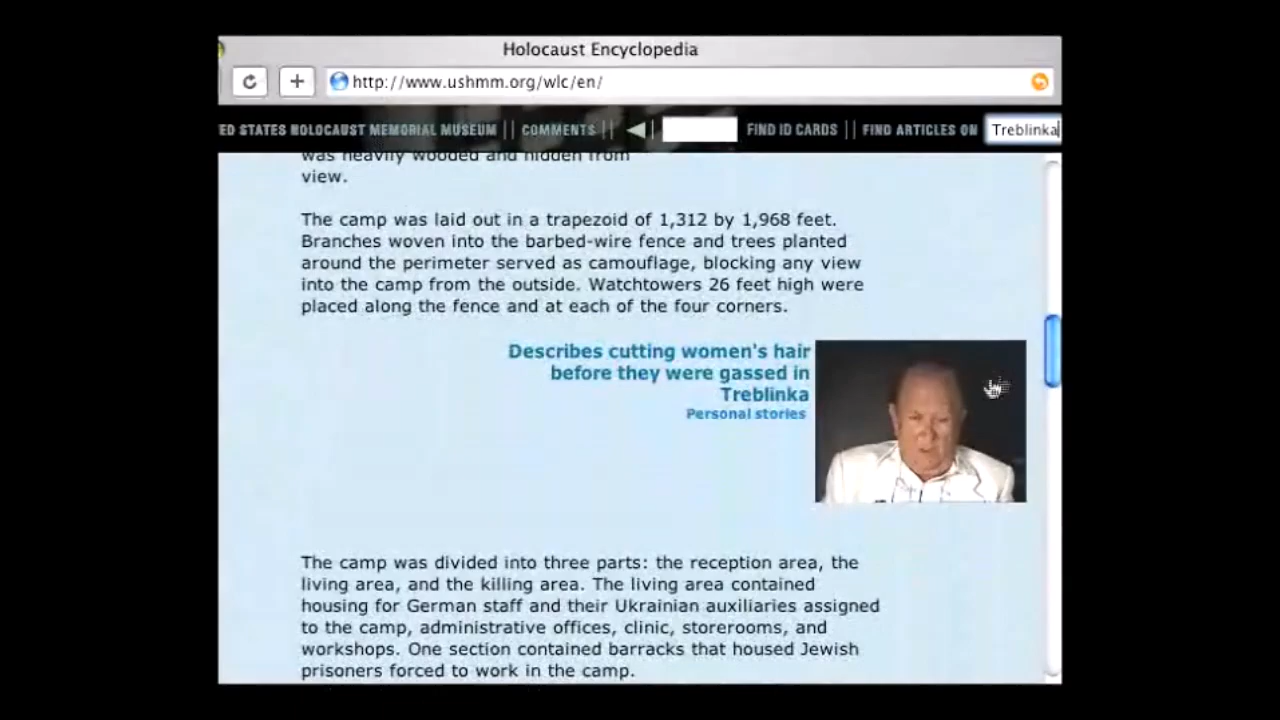 Holocaust Encyclopedia
http://www.ushmm.org/wlc/en/
ED STATES HOLOCAUST MEMORIAL MUSEUM || COMMENTS || FIND ID CARDS || FIND ARTICLES ON Treblinka
was heavily wooded and hidden from
view.
The camp was laid out in a trapezoid of 1,312 by 1,968 feet.
Branches woven into the barbed-wire fence and trees planted
around the perimeter served as camouflage, blocking any view
into the camp from the outside. Watchtowers 26 feet high were
placed along the fence and at each of the four corners.
Describes cutting women's hair
before they were gassed in
Treblinka
Personal stories
The camp was divided into three parts: the reception area, the
living area, and the killing area. The living area contained
housing for German staff and their Ukrainian auxiliaries assigned
to the camp, administrative offices, clinic, storerooms, and
workshops. One section contained barracks that housed Jewish
prisoners forced to work in the camp.